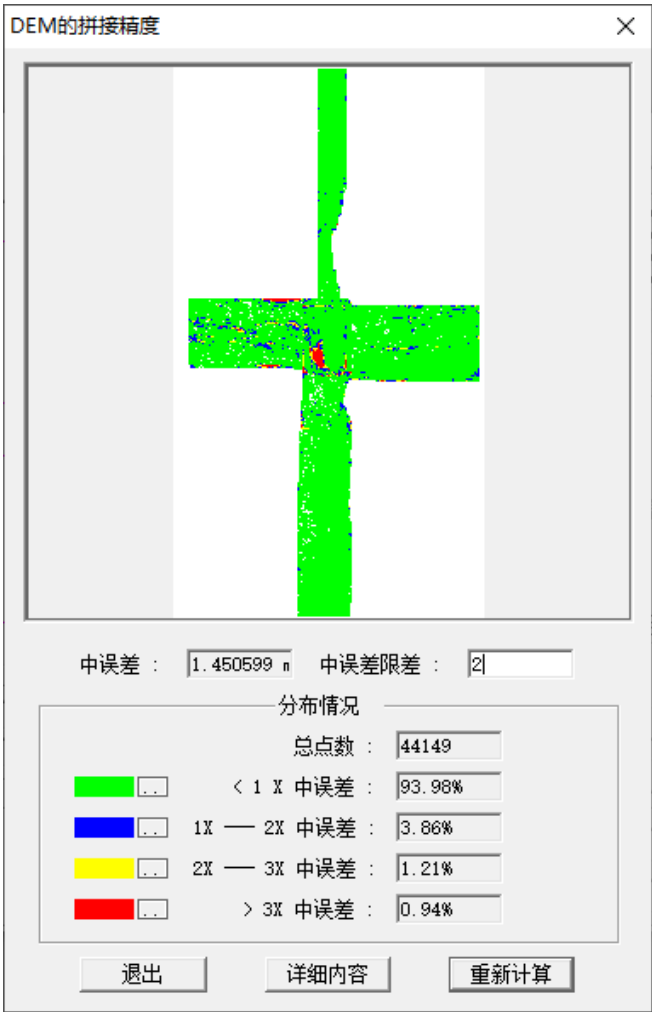 DEM的拼接精度
中误差 : 1.450599 m 中误差限差 : 2
分布情况
总点数 : 44149
.. < 1 X 中误差 : 93.98%
.. 1X — 2X 中误差 : 3.86%
.. 2X — 3X 中误差 : 1.21%
.. > 3X 中误差 : 0.94%
退出 详细内容 重新计算